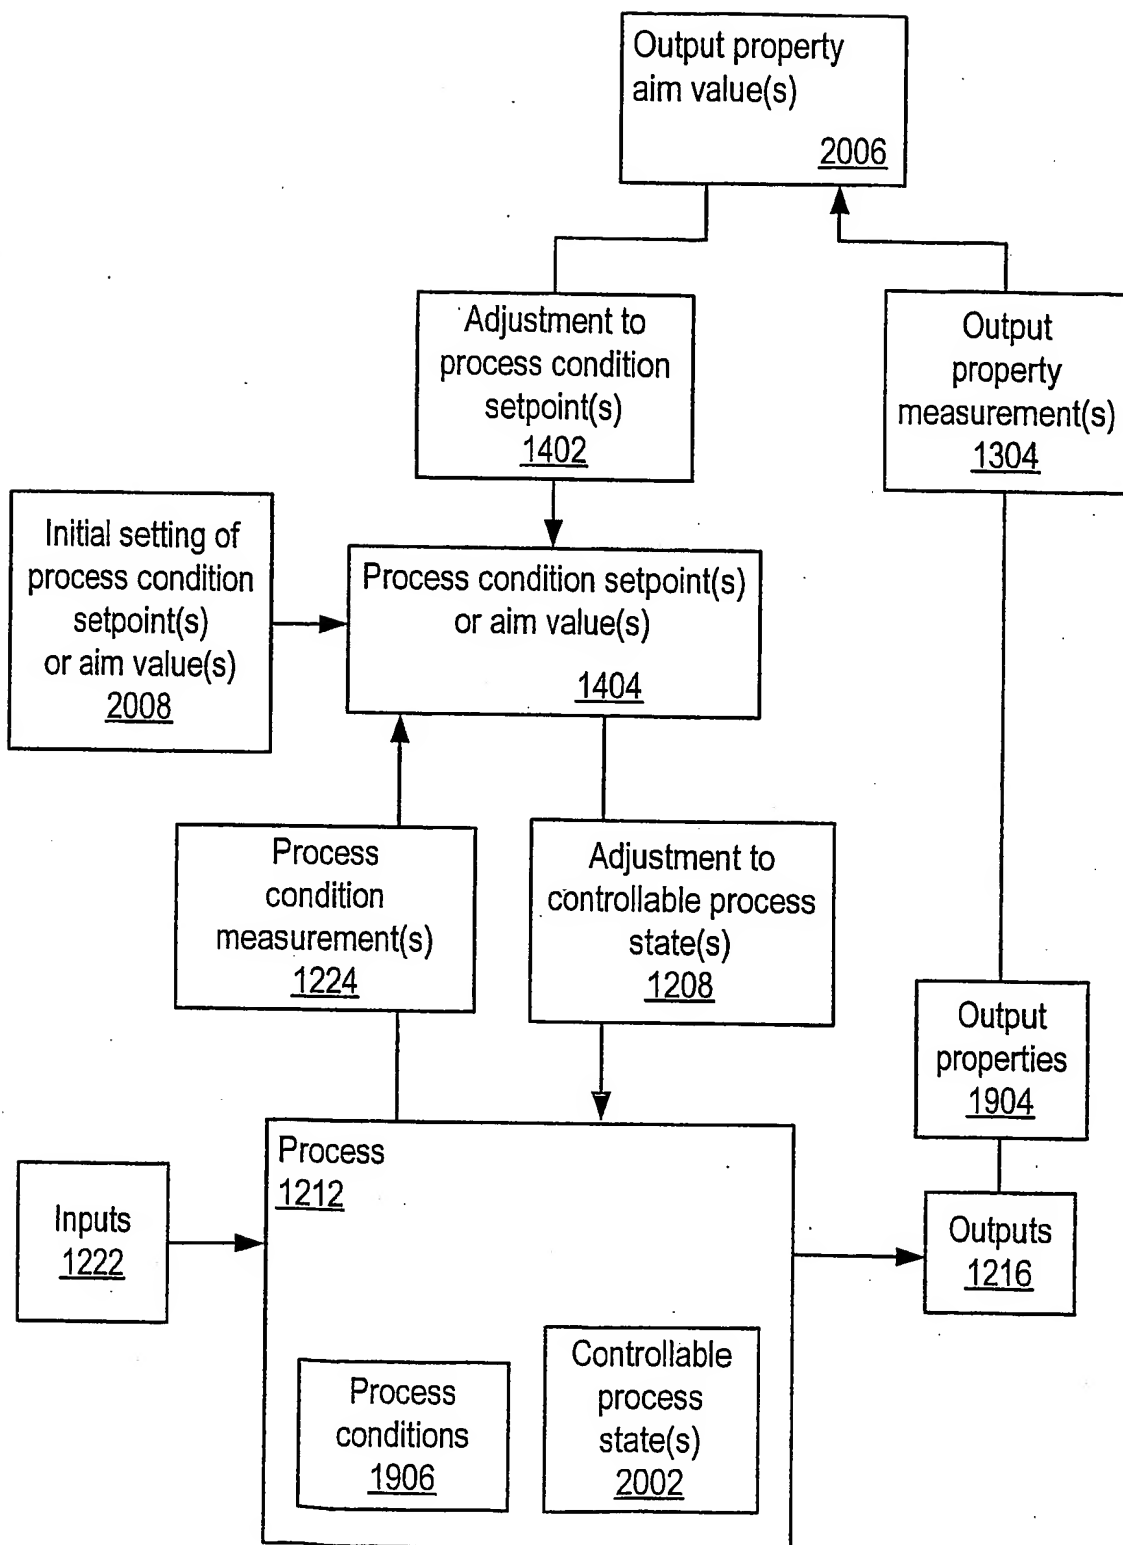 Output property
aim value(s)
2006
Adjustment to
process condition
setpoint(s)
1402
Output
property
measurement(s)
1304
Initial setting of
process condition
setpoint(s)
or aim value(s)
2008
Process condition setpoint(s)
or aim value(s)
1404
Process
condition
measurement(s)
1224
Adjustment to
controllable process
state(s)
1208
Output
properties
1904
Process
1212
Inputs
1222
Outputs
1216
Process
conditions
1906
Controllable
process
state(s)
2002